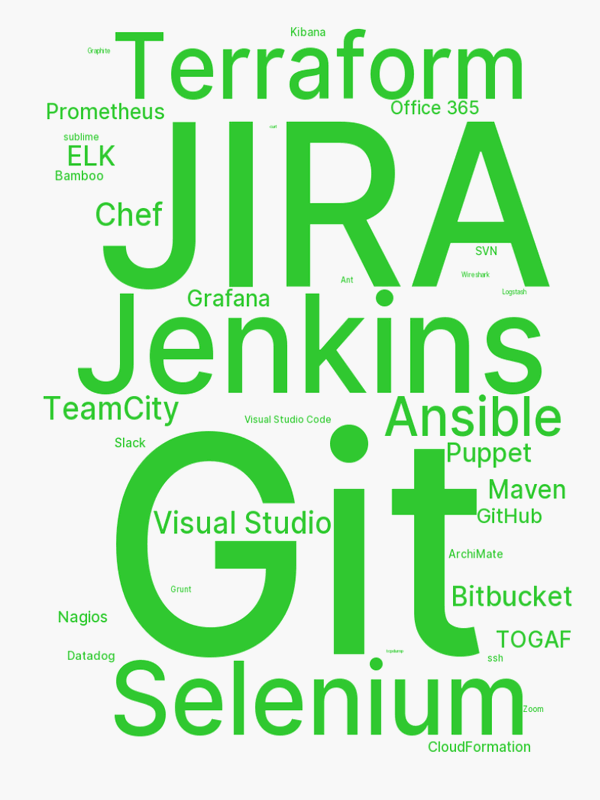 Kibana
Graphite
Terraform
Prometheus
Office 365
sublime
JIRA
ELK
Bamboo
Chef
SVN
Wireshark
Ant
Logstash
Grafana
Jenkins
TeamCity
Ansible
Visual Studio Code
Slack
Puppet
Git
Maven
GitHub
Visual Studio
ArchiMate
Grunt
Bitbucket
Nagios
TOGAF
Datadog
ssh
Selenium
Zoom
CloudFormation